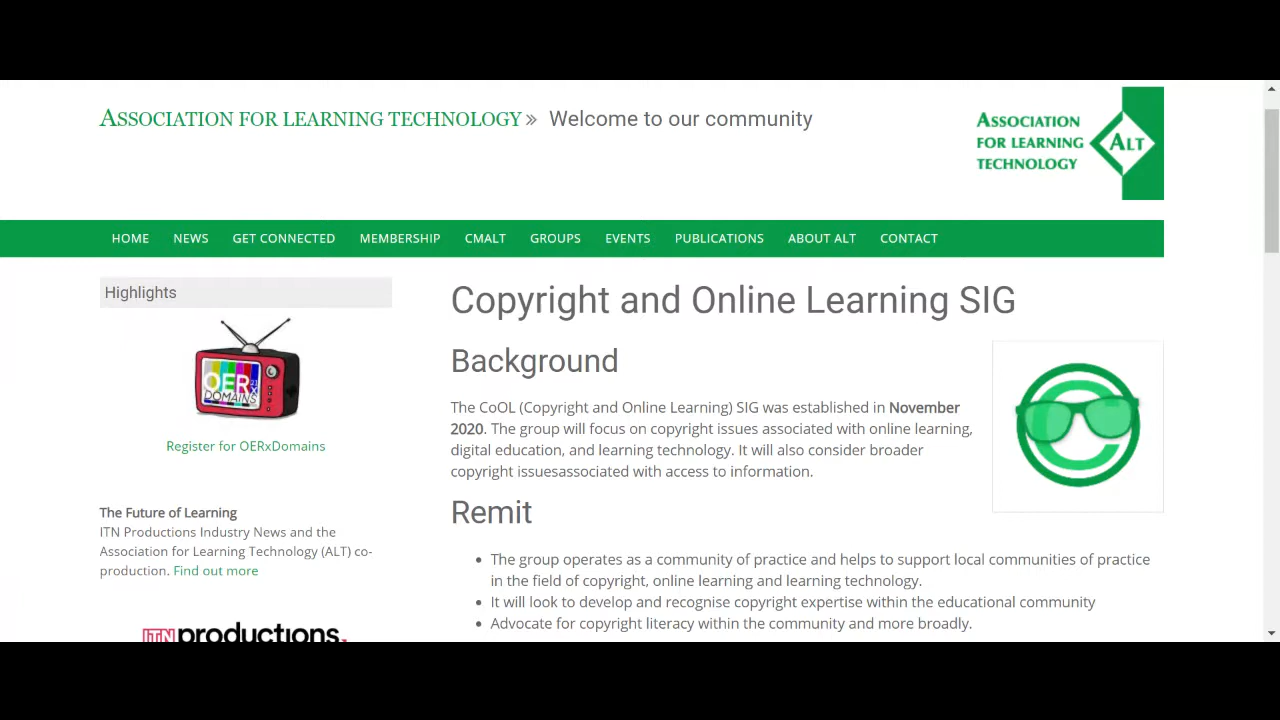 ASSOCIATION FOR LEARNING TECHNOLOGY » Welcome to our community
ASSOCIATION
FOR LEARNING
TECHNOLOGY
ALT
HOME NEWS GET CONNECTED MEMBERSHIP CMALT GROUPS EVENTS PUBLICATIONS ABOUT ALT CONTACT
Highlights
OER
DOMAINS
Register for OERxDomains
The Future of Learning
ITN Productions Industry News and the
Association for Learning Technology (ALT) co-
production. Find out more
ITN productions.
Copyright and Online Learning SIG
Background
The CoOL (Copyright and Online Learning) SIG was established in November
2020. The group will focus on copyright issues associated with online learning,
digital education, and learning technology. It will also consider broader
copyright issuesassociated with access to information.
Remit
• The group operates as a community of practice and helps to support local communities of practice
in the field of copyright, online learning and learning technology.
• It will look to develop and recognise copyright expertise within the educational community
• Advocate for copyright literacy within the community and more broadly.